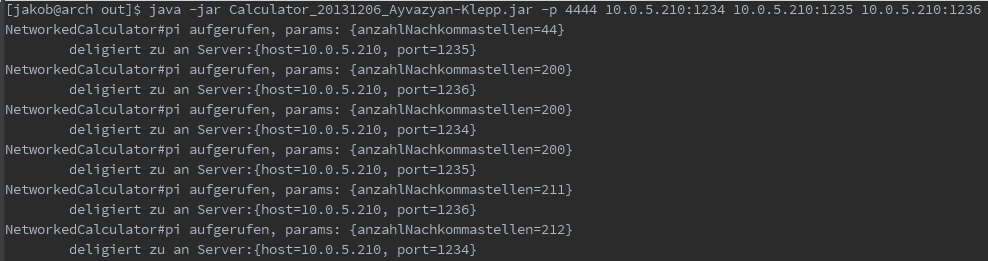 [jakob@arch out]$ java -jar Calculator_20131206_Ayvazyan-Klepp.jar -p 4444 10.0.5.210:1234 10.0.5.210:1235 10.0.5.210:1236
NetworkedCalculator#pi aufgerufen, params: {anzahlNachkommastellen=44}
deligiert zu an Server:{host=10.0.5.210, port=1235}
NetworkedCalculator#pi aufgerufen, params: {anzahlNachkommastellen=200}
deligiert zu an Server:{host=10.0.5.210, port=1236}
NetworkedCalculator#pi aufgerufen, params: {anzahlNachkommastellen=200}
deligiert zu an Server:{host=10.0.5.210, port=1234}
NetworkedCalculator#pi aufgerufen, params: {anzahlNachkommastellen=200}
deligiert zu an Server:{host=10.0.5.210, port=1235}
NetworkedCalculator#pi aufgerufen, params: {anzahlNachkommastellen=211}
deligiert zu an Server:{host=10.0.5.210, port=1236}
NetworkedCalculator#pi aufgerufen, params: {anzahlNachkommastellen=212}
deligiert zu an Server:{host=10.0.5.210, port=1234}